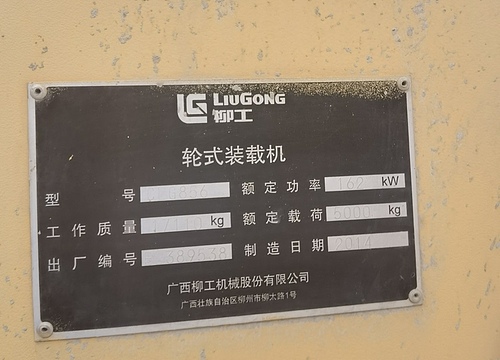 LIUGONG
柳工
轮式装载机
型号 额定功率 162 kW
工作质量 kg 额定载荷 5000 kg
出厂编号 制造日期 2014
广西柳工机械股份有限公司
广西壮族自治区柳州市柳太路1号